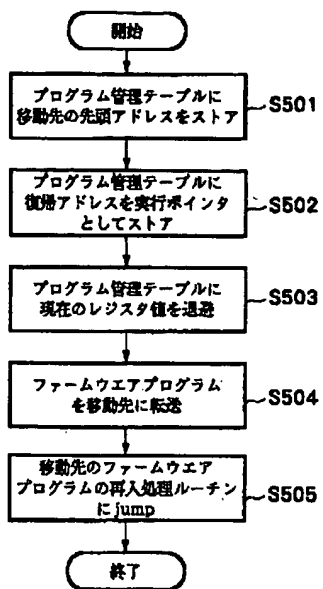 開始
プログラム管理テーブルに
移動先の先頭アドレスをストア
S501
プログラム管理テーブルに
復帰アドレスを実行ポインタ
としてストア
S502
プログラム管理テーブルに
現在のレジスタ値を退避
S503
ファームウエアプログラム
を移動先に転送
S504
移動先のファームウエア
プログラムの再入処理ルーチン
にjump
S505
終了